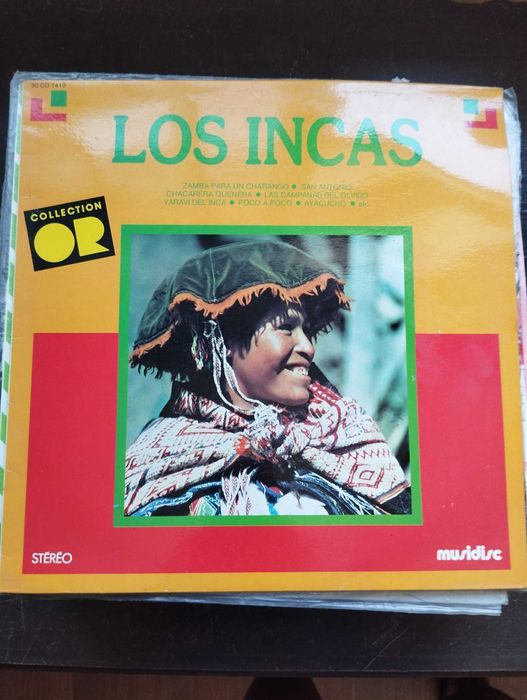 30 CO 1410
LOS INCAS
ZAMBA PARA UN CHARANGO ● SAN ANTONIO
CHACARERA QUENERA ● LAS CAMPANAS DEL OLVIDO
YARAVI DEL INCA ● POCO A POCO ● AYACUCHO ● etc.
COLLECTION
OR
STÉRÉO
musidisc